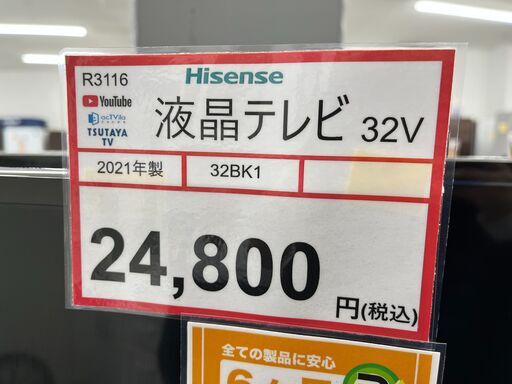 R3116
Hisense
YouTube
acTVila
TSUTAYA
TV
液晶テレビ 32V
2021年製
32BK1
24,800
円(税込)
全ての製品に安心